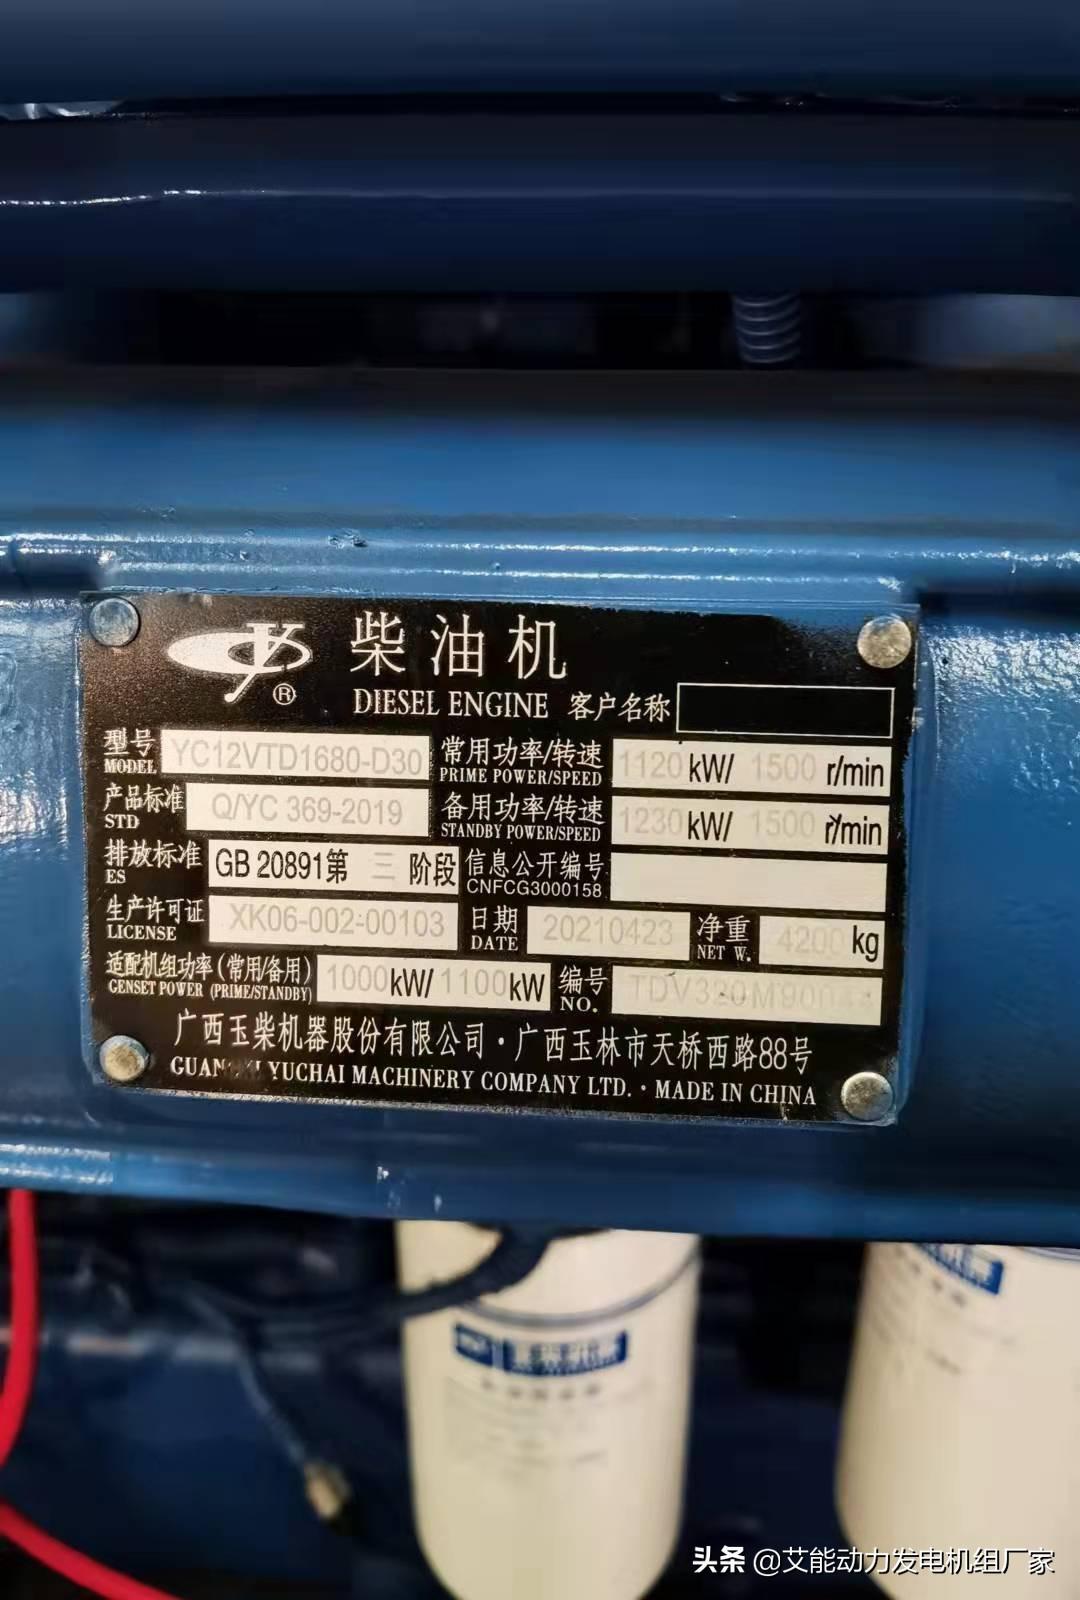 柴油机
DIESEL ENGINE 客户名称
型号 MODEL YC12VTD1680-D30 常用功率/转速 PRIME POWER/SPEED 1120 kW/ 1500 r/min
产品标准 STD Q/YC 369-2019 备用功率/转速 STANDBY POWER/SPEED 1230 kW/ 1500 r/min
排放标准 ES GB 20891第 三 阶段 信息公开编号 CNFCG3000158
生产许可证 LICENSE XK06-002-00103 日期 DATE 20210423 净重 NET W. 4200 kg
适配机组功率(常用/备用) GENSET POWER (PRIME/STANDBY) 1000 kW/ 1100 kW 编号 NO.
广西玉柴机器股份有限公司·广西玉林市天桥西路88号
YUCHAI MACHINERY COMPANY LTD. · MADE IN CHINA
头条 @艾能动力发电机组厂家